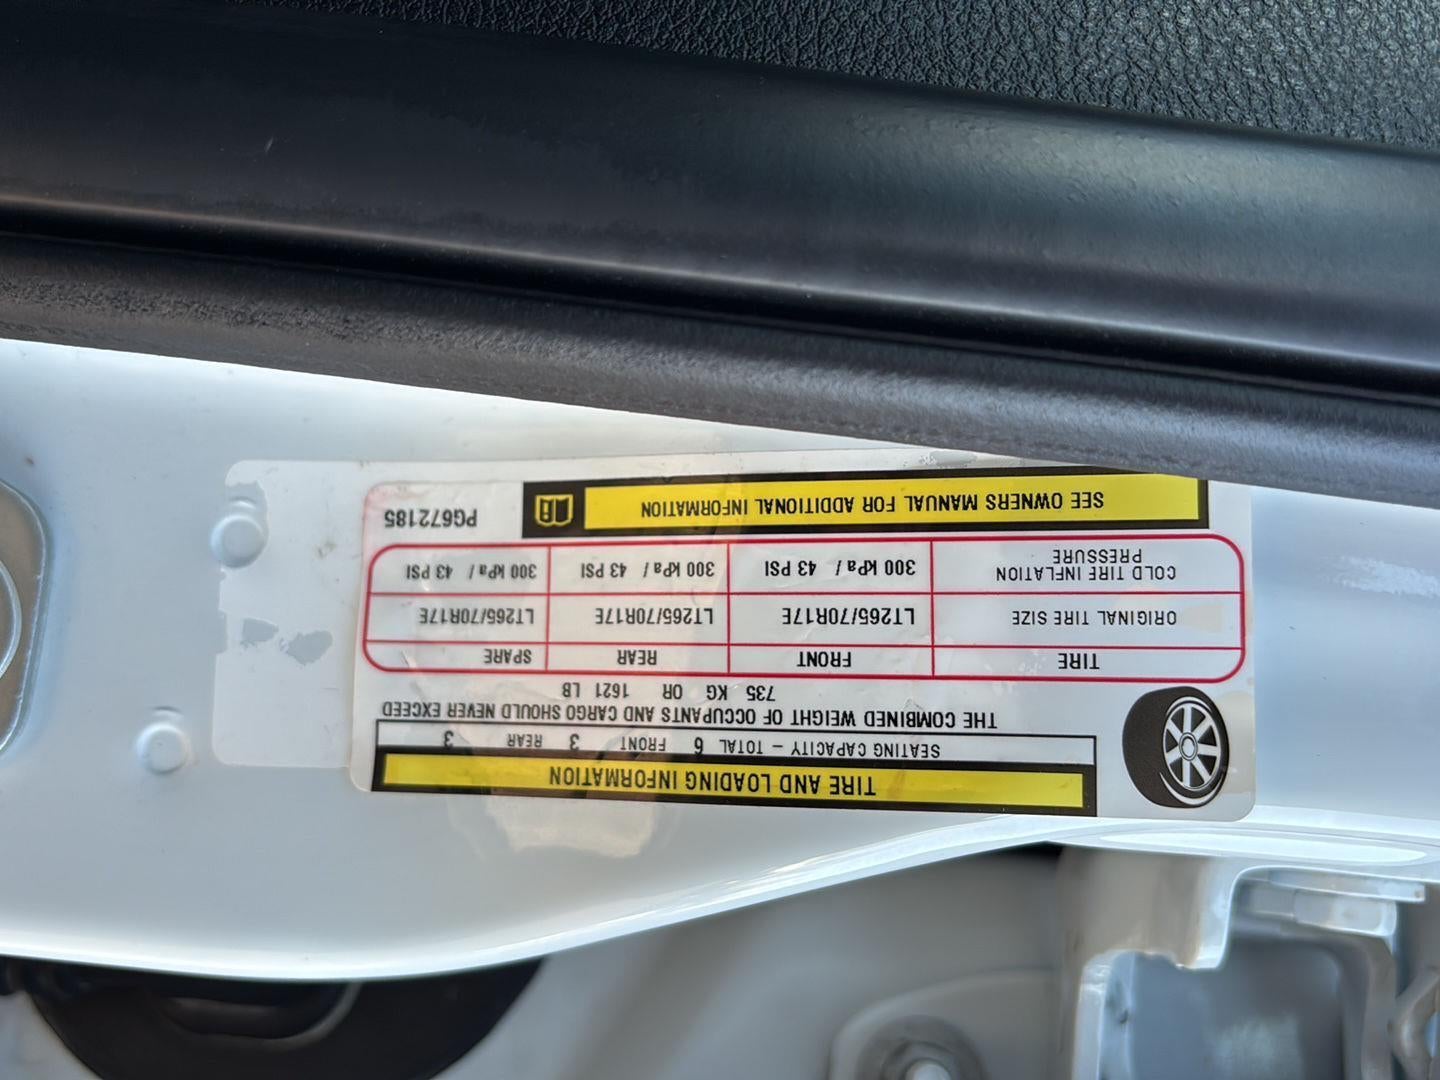 TIRE AND LOADING INFORMATION
SEATING CAPACITY – TOTAL 6 FRONT 3 REAR 3
THE COMBINED WEIGHT OF OCCUPANTS AND CARGO SHOULD NEVER EXCEED
735 KG OR 1621 LB
TIRE FRONT REAR SPARE
ORIGINAL TIRE SIZE LT265/70R17E LT265/70R17E LT265/70R17E
COLD TIRE INFLATION
PRESSURE 300 kPa / 43 PSI 300 kPa / 43 PSI 300 kPa / 43 PSI
SEE OWNERS MANUAL FOR ADDITIONAL INFORMATION PG672185